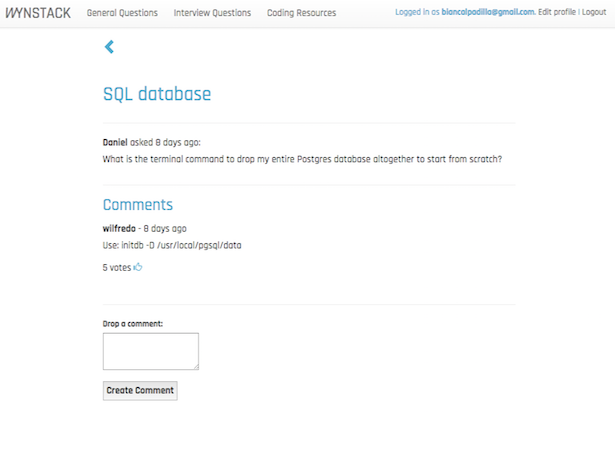 WYNSTACK General Questions Interview Questions Coding Resources Logged in as biancalpadilla@gmail.com. Edit profile | Logout
SQL database
Daniel asked 8 days ago:
What is the terminal command to drop my entire Postgres database altogether to start from scratch?
Comments
wilfredo - 8 days ago
Use: initdb -D /usr/local/pgsql/data
5 votes
Drop a comment:
Create Comment